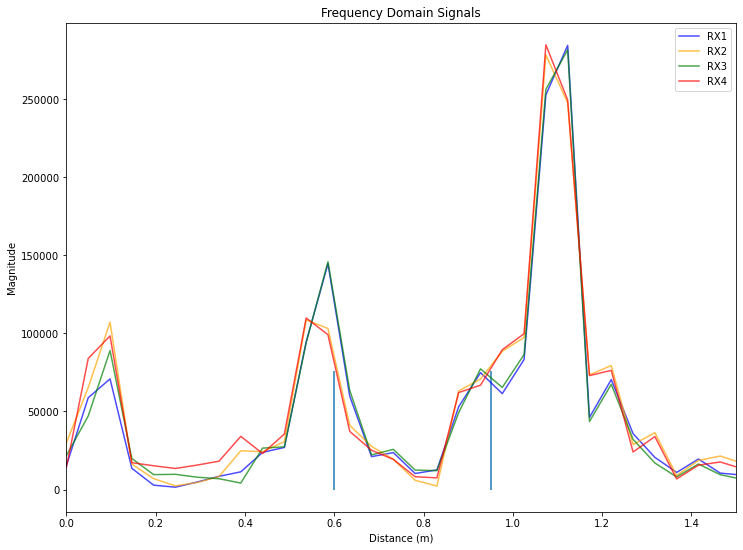 Frequency Domain Signals
RX1
RX2
RX3
RX4
Magnitude
250000
200000
150000
100000
50000
0
0.0 0.2 0.4 0.6 0.8 1.0 1.2 1.4
Distance (m)